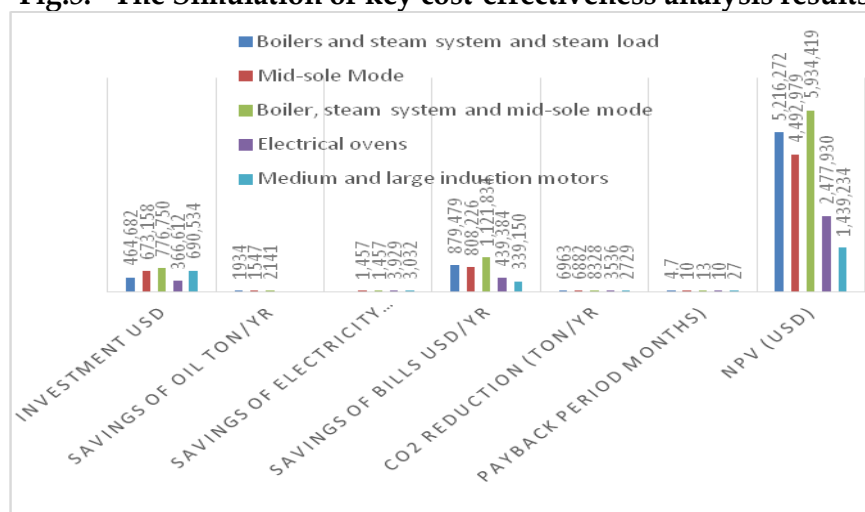 Fig.3. The Simulation of key cost-effectiveness analysis results
Boilers and steam system and steam load
Mid-sole Mode
Boiler, steam system and mid-sole mode
Electrical ovens
Medium and large induction motors
464,682
673,158
776,750
366,612
690,534
1934
1547
2141
1,457
1,457
3,929
3,032
879,479
808,226
1,121,834
439,384
339,150
6963
6882
8328
3536
2729
4.7
10
13
10
27
5,216,272
4,492,979
5,934,419
2,477,930
1,439,234
INVESTMENT USD
SAVINGS OF OIL TON/YR
SAVINGS OF ELECTRICITY...
SAVINGS OF BILLS USD/YR
CO2 REDUCTION (TON/YR
PAYBACK PERIOD MONTHS)
NPV (USD)